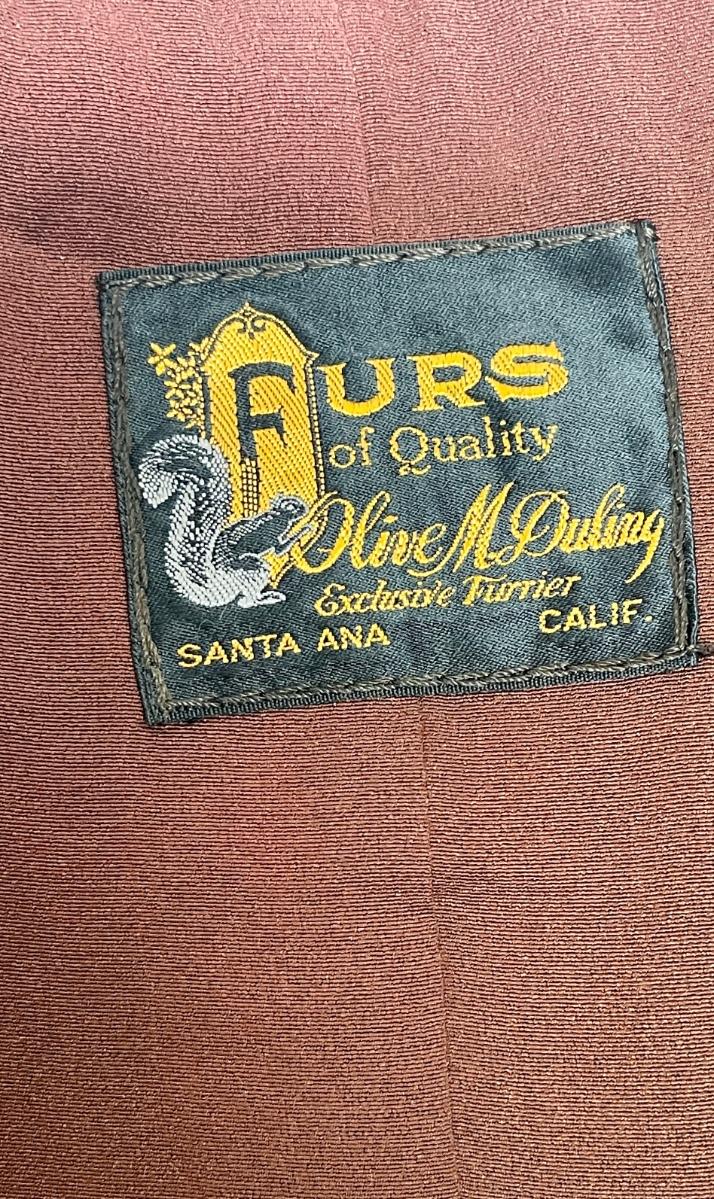 FURS
of Quality
Olive M. Duling
Exclusive Furrier
SANTA ANA CALIF.